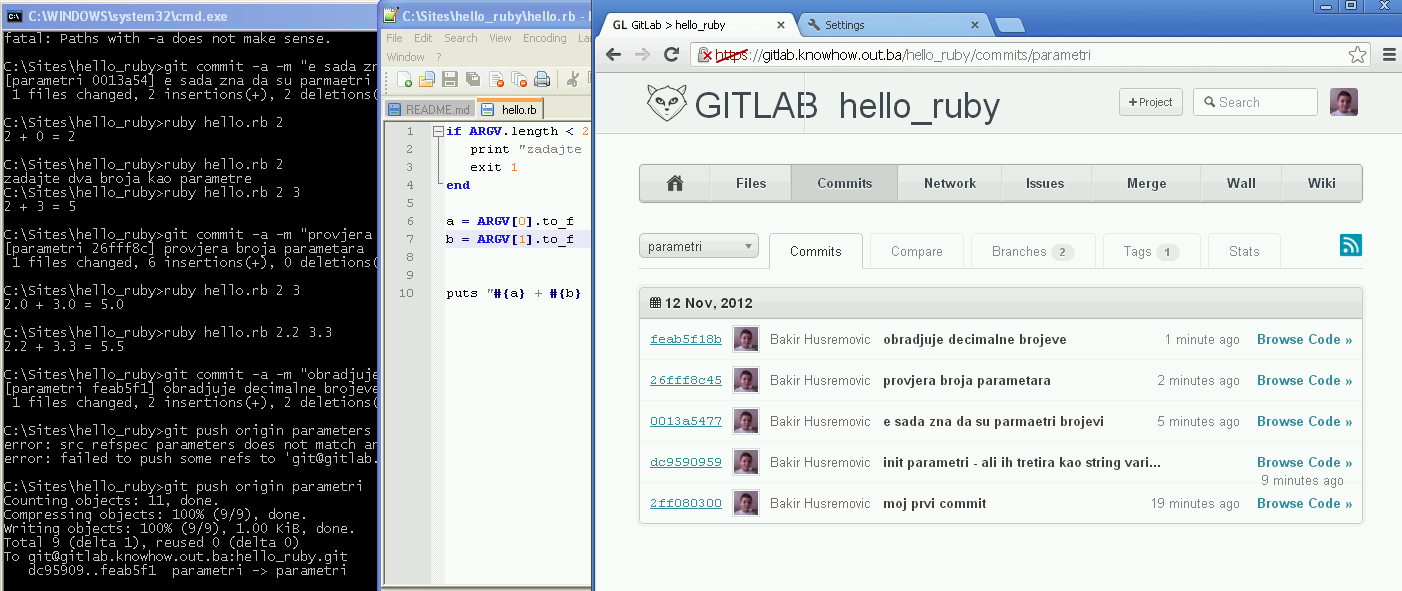 C:\WINDOWS\system32\cmd.exe
fatal: Paths with -a does not make sense.
C:\Sites\hello_ruby>git commit -a -m "e sada zn
[parametri 0013a54] e sada zna da su parmaetri
1 files changed, 2 insertions(+), 2 deletions(
C:\Sites\hello_ruby>ruby hello.rb 2
2 + 0 = 2
C:\Sites\hello_ruby>ruby hello.rb 2
zadajte dva broja kao parametre
C:\Sites\hello_ruby>ruby hello.rb 2 3
2 + 3 = 5
C:\Sites\hello_ruby>git commit -a -m "provjera
[parametri 26fff8c] provjera broja parametara
1 files changed, 6 insertions(+), 0 deletions(
C:\Sites\hello_ruby>ruby hello.rb 2 3
2.0 + 3.0 = 5.0
C:\Sites\hello_ruby>ruby hello.rb 2.2 3.3
2.2 + 3.3 = 5.5
C:\Sites\hello_ruby>git commit -a -m "obradjuje
[parametri feab5f1] obradjuje decimalne brojeve
1 files changed, 2 insertions(+), 2 deletions(
C:\Sites\hello_ruby>git push origin parameters
error: src refspec parameters does not match an
error: failed to push some refs to 'git@gitlab.
C:\Sites\hello_ruby>git push origin parametri
Counting objects: 11, done.
Compressing objects: 100% (9/9), done.
Writing objects: 100% (9/9), 1.00 KiB, done.
Total 9 (delta 1), reused 0 (delta 0)
To git@gitlab.knowhow.out.ba:hello_ruby.git
dc95909..feab5f1 parametri -> parametri
C:\Sites\hello_ruby\hello.rb -
File Edit Search View Encoding La
Window ?
README.md hello.rb
1 if ARGV.length < 2
2 print "zadajte
3 exit 1
4 end
5
6 a = ARGV[0].to_f
7 b = ARGV[1].to_f
8
9
10 puts "#{a} + #{b}
GL GitLab > hello_ruby
Settings
https://gitlab.knowhow.out.ba/hello_ruby/commits/parametri
GITLAB hello_ruby
+Project
Search
Files Commits Network Issues Merge Wall Wiki
parametri Commits Compare Branches 2 Tags 1 Stats
12 Nov, 2012
feab5f18b Bakir Husremovic obradjuje decimalne brojeve 1 minute ago Browse Code »
26fff8c45 Bakir Husremovic provjera broja parametara 2 minutes ago Browse Code »
0013a5477 Bakir Husremovic e sada zna da su parmaetri brojevi 5 minutes ago Browse Code »
dc9590959 Bakir Husremovic init parametri - ali ih tretira kao string vari... Browse Code »
9 minutes ago
2ff080300 Bakir Husremovic moj prvi commit 19 minutes ago Browse Code »